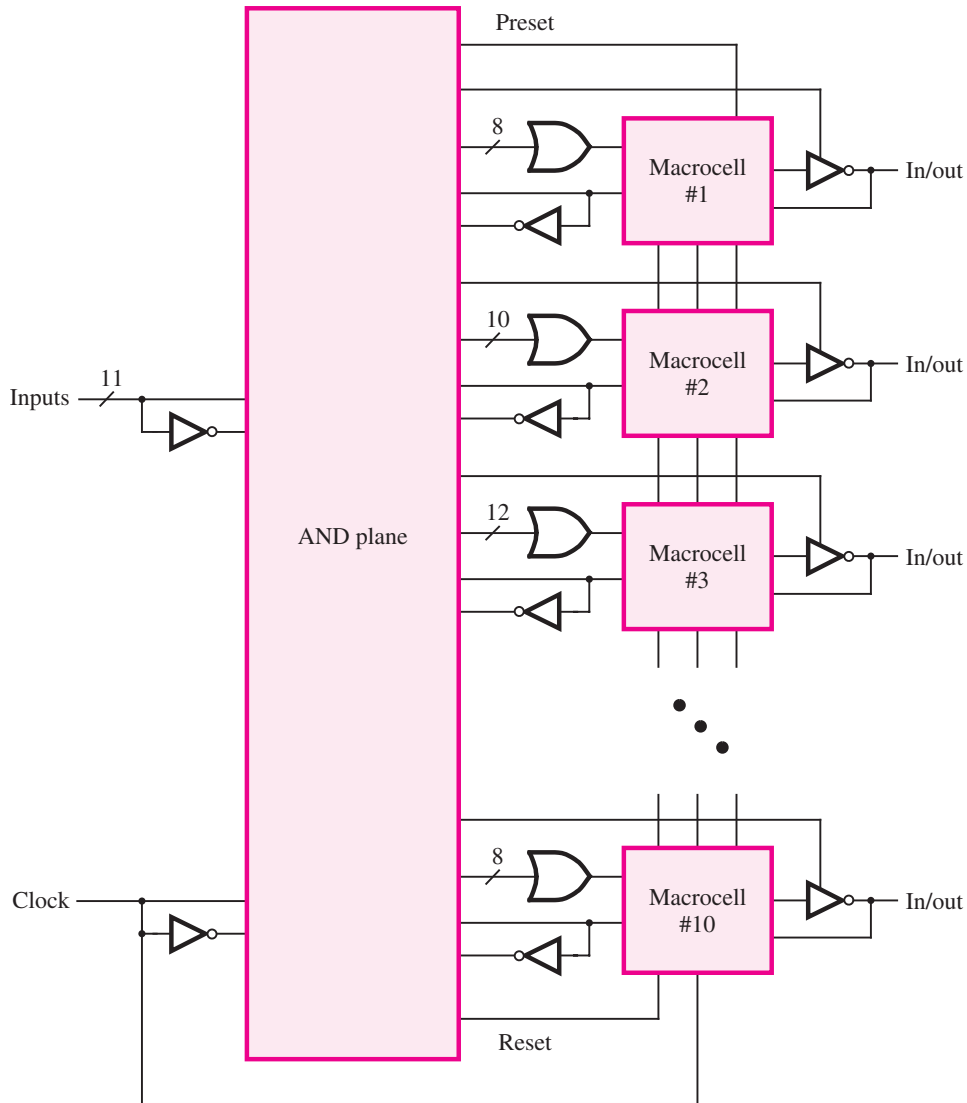 Preset
8
Macrocell
#1
In/out
10
Macrocell
#2
In/out
11
Inputs
AND plane
12
Macrocell
#3
In/out
8
Macrocell
#10
In/out
Clock
Reset